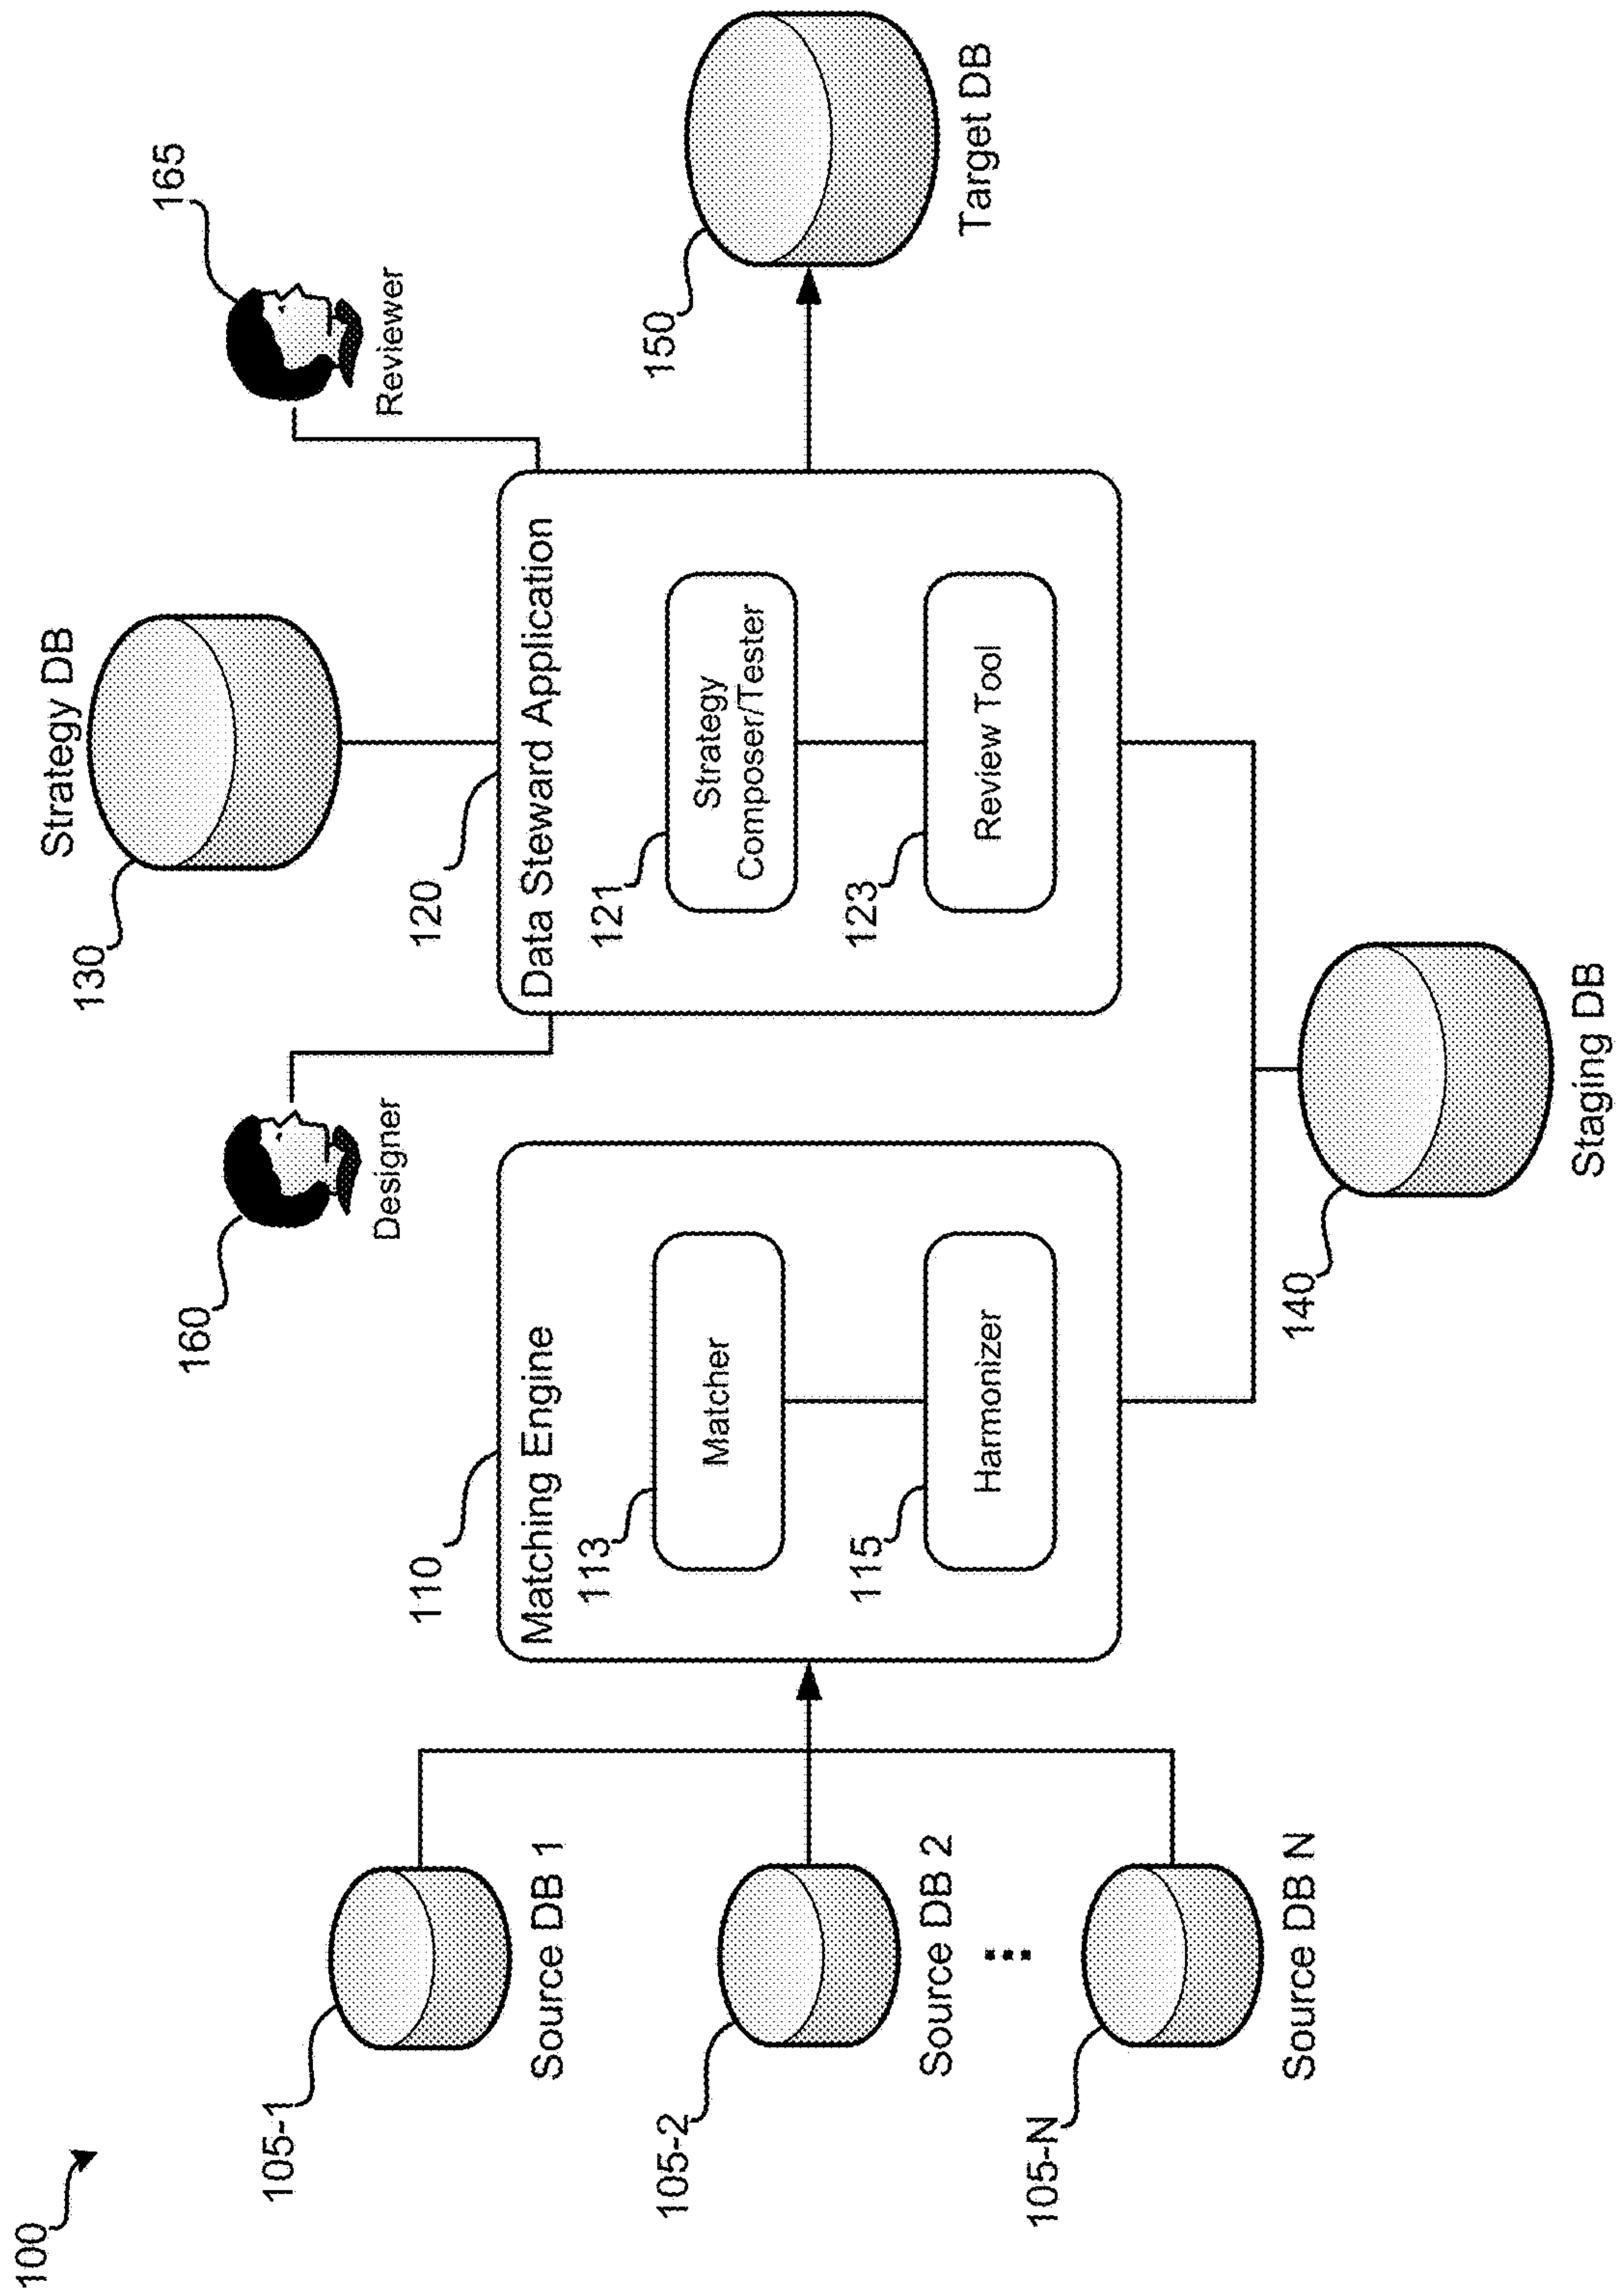 100
105-1
Source DB 1
105-2
Source DB 2
105-N
Source DB N
110
Matching Engine
113
Matcher
115
Harmonizer
160
Designer
130
Strategy DB
120
Data Steward Application
121
Strategy
Composer/Tester
123
Review Tool
140
Staging DB
165
Reviewer
150
Target DB